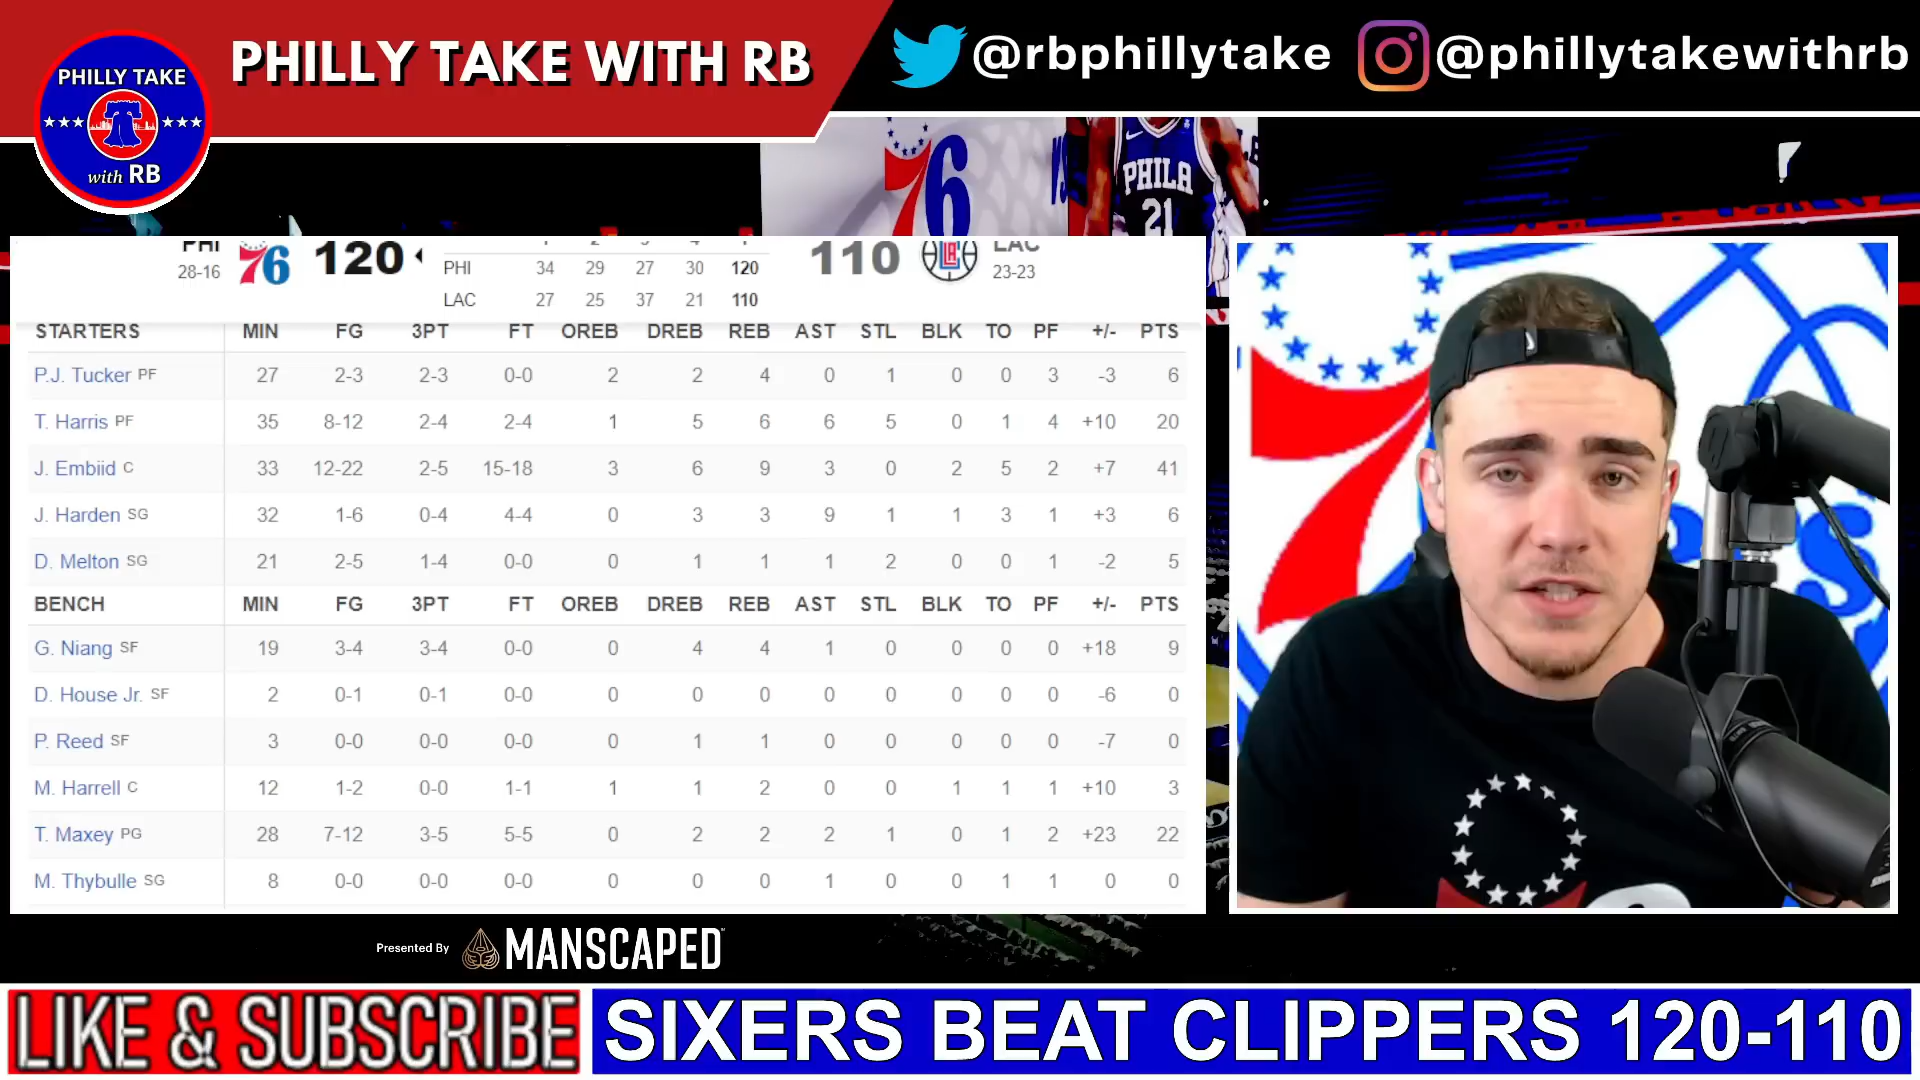 PHILLY TAKE
with RB
PHILLY TAKE WITH RB
@rbphillytake
@phillytakewithrb
76
PHILA
21
PHI
28-16
76
120
PHI 34 29 27 30 120
LAC 27 25 37 21 110
110
LAC
23-23
STARTERS MIN FG 3PT FT OREB DREB REB AST STL BLK TO PF +/- PTS
P.J. Tucker PF 27 2-3 2-3 0-0 2 2 4 0 1 0 0 3 -3 6
T. Harris PF 35 8-12 2-4 2-4 1 5 6 6 5 0 1 4 +10 20
J. Embiid C 33 12-22 2-5 15-18 3 6 9 3 0 2 5 2 +7 41
J. Harden SG 32 1-6 0-4 4-4 0 3 3 9 1 1 3 1 +3 6
D. Melton SG 21 2-5 1-4 0-0 0 1 1 1 2 0 0 1 -2 5
BENCH MIN FG 3PT FT OREB DREB REB AST STL BLK TO PF +/- PTS
G. Niang SF 19 3-4 3-4 0-0 0 4 4 1 0 0 0 0 +18 9
D. House Jr. SF 2 0-1 0-1 0-0 0 0 0 0 0 0 0 0 -6 0
P. Reed SF 3 0-0 0-0 0-0 0 1 1 0 0 0 0 0 -7 0
M. Harrell C 12 1-2 0-0 1-1 1 1 2 0 0 1 1 1 +10 3
T. Maxey PG 28 7-12 3-5 5-5 0 2 2 2 1 0 1 2 +23 22
M. Thybulle SG 8 0-0 0-0 0-0 0 0 0 1 0 0 1 1 0 0
Presented By MANSCAPED
LIKE & SUBSCRIBE
SIXERS BEAT CLIPPERS 120-110